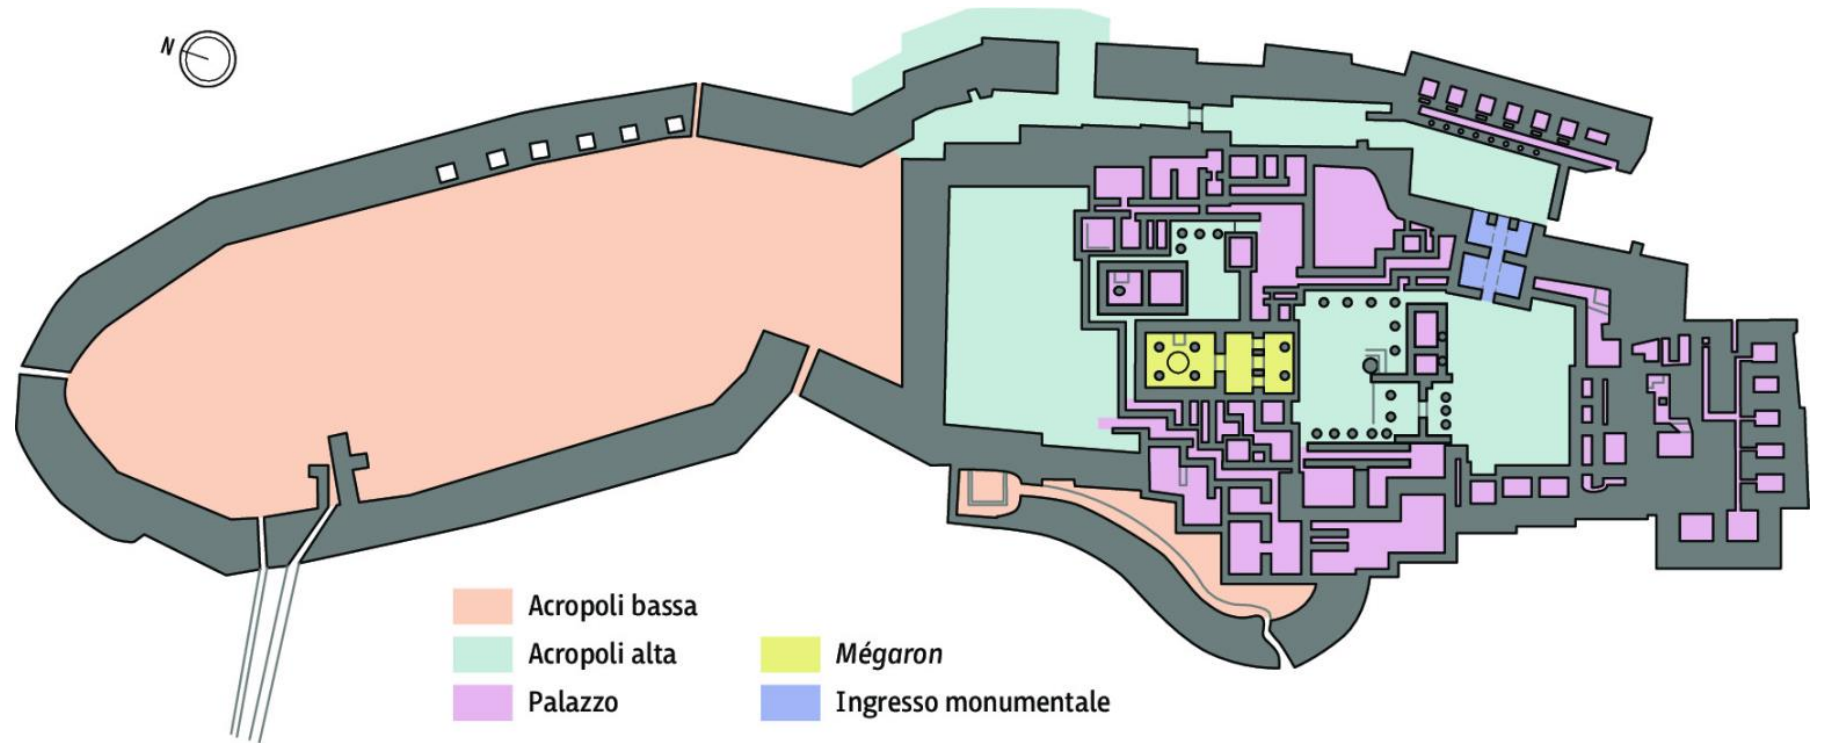 N
Acropoli bassa
Acropoli alta
Palazzo
Mégaron
Ingresso monumentale